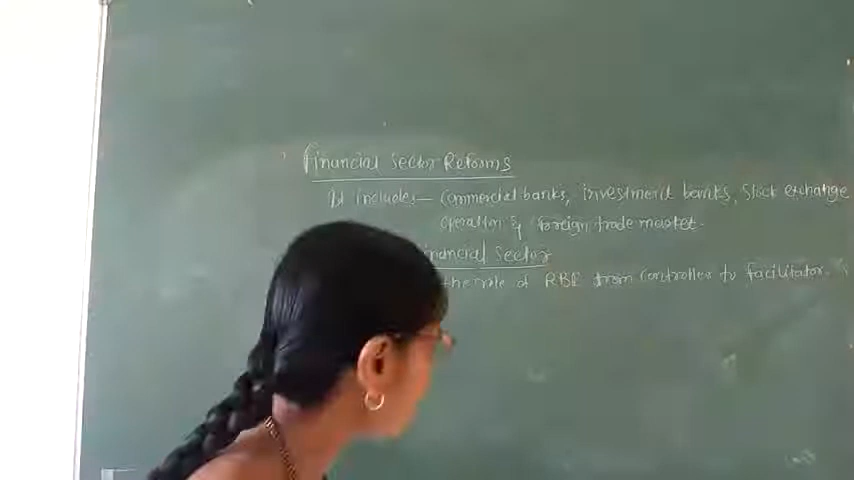 Financial Sector Reforms
It includes - Commercial banks, investment banks, Stock exchange
operation & foreign trade market.
Financial Sector
the role of RBI from controller to facilitator.